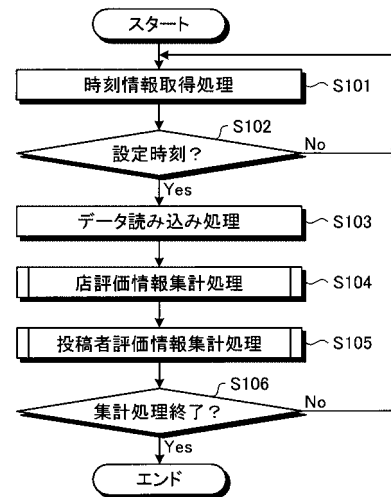 スタート
時刻情報取得処理
S101
S102
設定時刻？
No
Yes
データ読み込み処理
S103
店評価情報集計処理
S104
投稿者評価情報集計処理
S105
S106
集計処理終了？
No
Yes
エンド